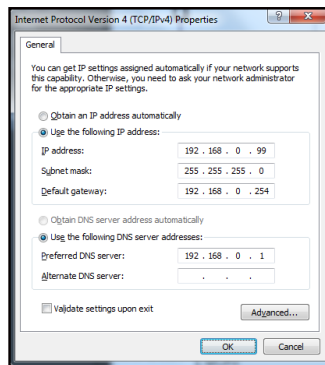 Internet Protocol Version 4 (TCP/IPv4) Properties
General
You can get IP settings assigned automatically if your network supports
this capability. Otherwise, you need to ask your network administrator
for the appropriate IP settings.
Obtain an IP address automatically
Use the following IP address:
IP address: 192 . 168 . 0 . 99
Subnet mask: 255 . 255 . 255 . 0
Default gateway: 192 . 168 . 0 . 254
Obtain DNS server address automatically
Use the following DNS server addresses:
Preferred DNS server: 192 . 168 . 0 . 1
Alternate DNS server: . . .
Validate settings upon exit
Advanced...
OK Cancel